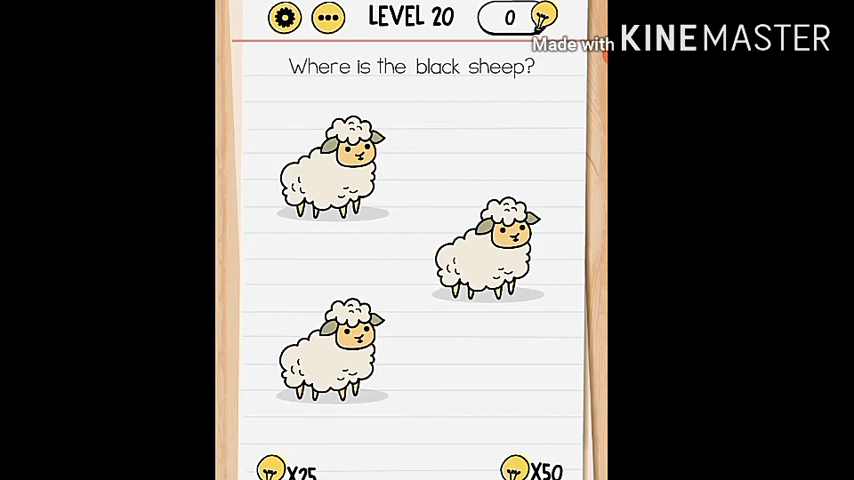 LEVEL 20
0
Made with KINEMASTER
Where is the black sheep?
X25
X50